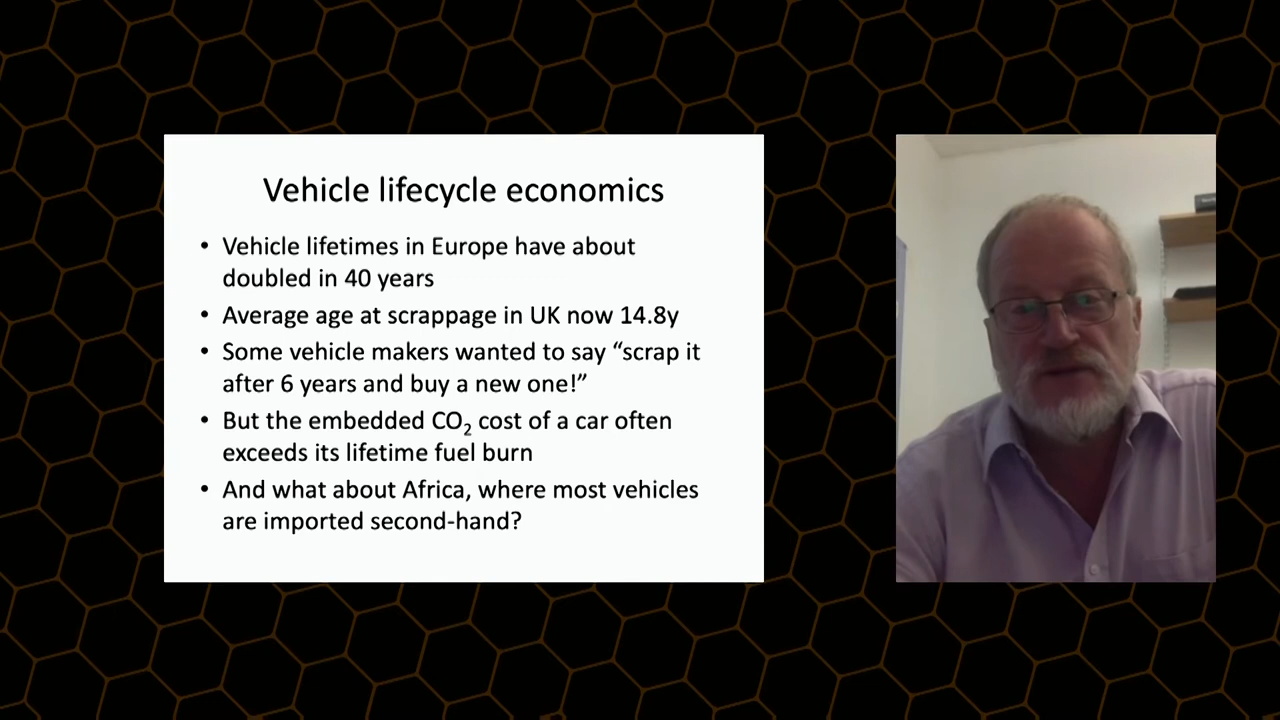 Vehicle lifecycle economics
• Vehicle lifetimes in Europe have about
doubled in 40 years
• Average age at scrappage in UK now 14.8y
• Some vehicle makers wanted to say “scrap it
after 6 years and buy a new one!”
• But the embedded CO₂ cost of a car often
exceeds its lifetime fuel burn
• And what about Africa, where most vehicles
are imported second-hand?